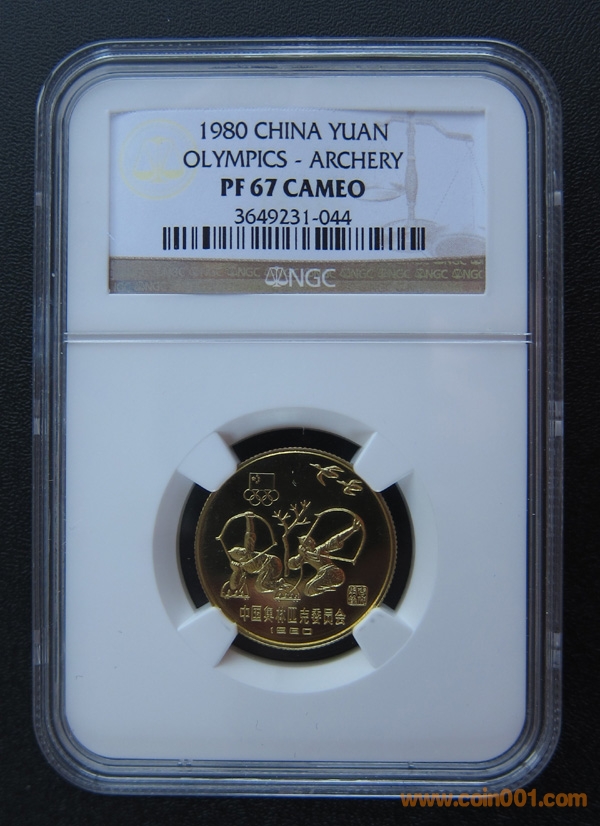 1980 CHINA YUAN
OLYMPICS - ARCHERY
PF 67 CAMEO
3649231-044
NGC
中国奥林匹克委员会
1980
www.coin001.com